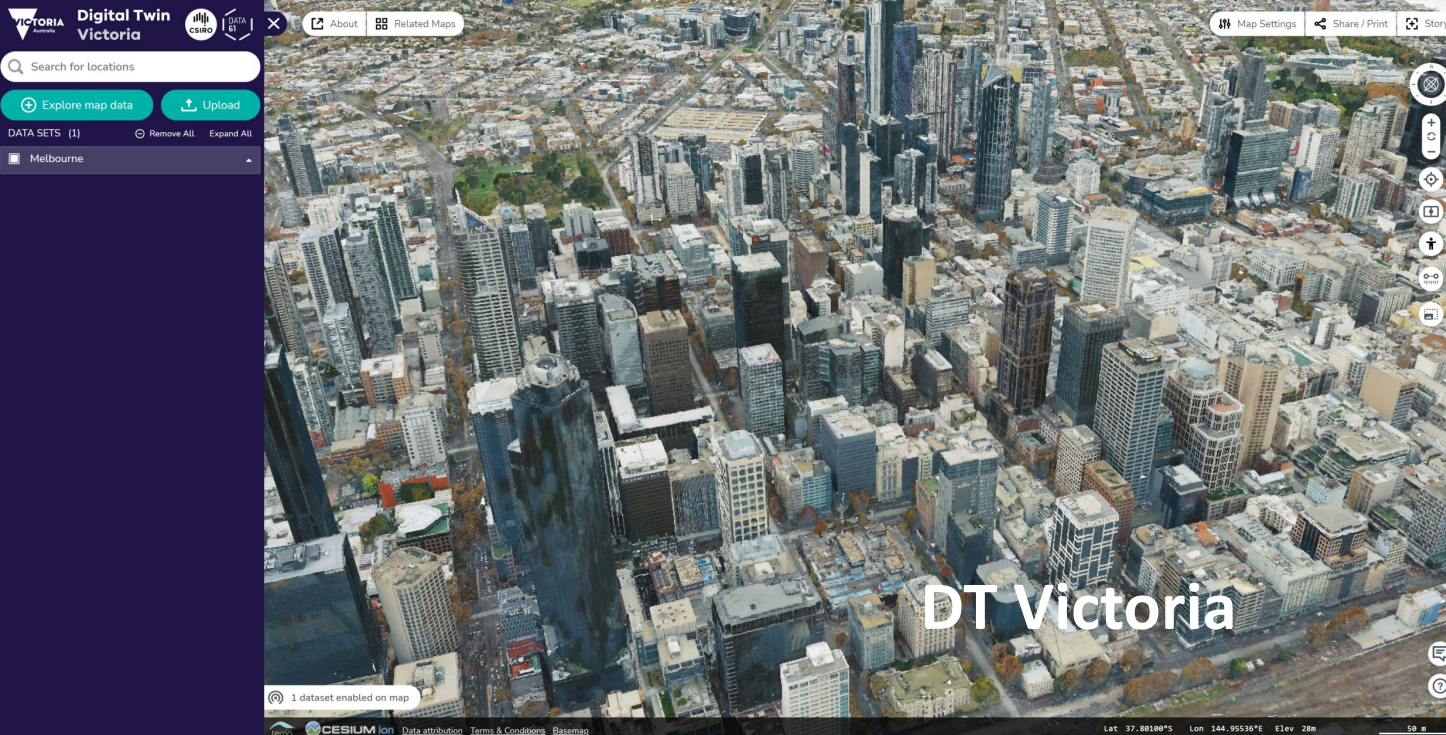 VICTORIA
Australia
Digital Twin
Victoria
CSIRO
DATA
61
About
Related Maps
Map Settings
Share / Print
Story
Search for locations
Explore map data
Upload
DATA SETS (1)
Remove All
Expand All
Melbourne
DT Victoria
1 dataset enabled on map
CESIUM ion
Data attribution
Terms & Conditions
Basemap
Lat 37.80100°S Lon 144.95536°E Elev 28m
50 m